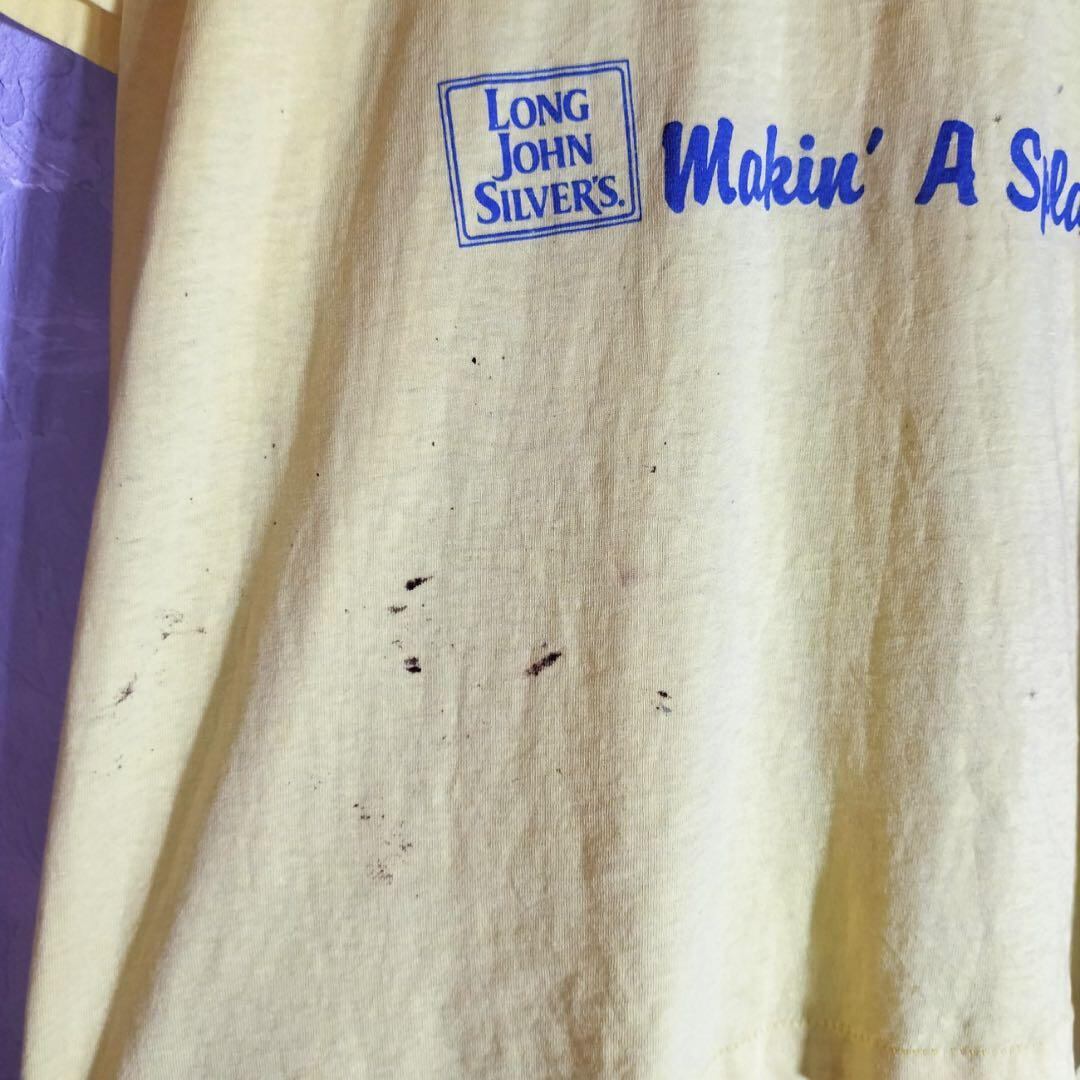 LONG
JOHN
SILVER'S.
Makin' A